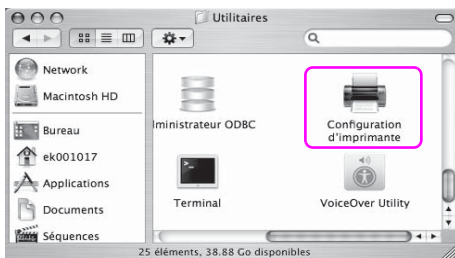 Utilitaires
Network
Macintosh HD
Bureau
ek001017
Applications
Documents
Séquences
lministrateur ODBC
Configuration
d'imprimante
Terminal
VoiceOver Utility
25 éléments, 38.88 Go disponibles